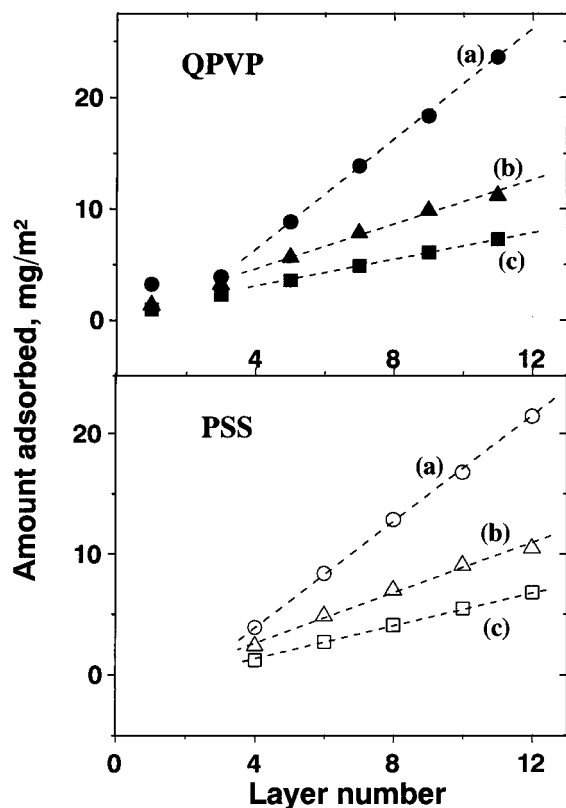 QPVP
(a)
(b)
(c)
20
10
0
4 8 12
PSS
(a)
(b)
(c)
20
10
0
0 4 8 12
Layer number
Amount adsorbed, mg/m²